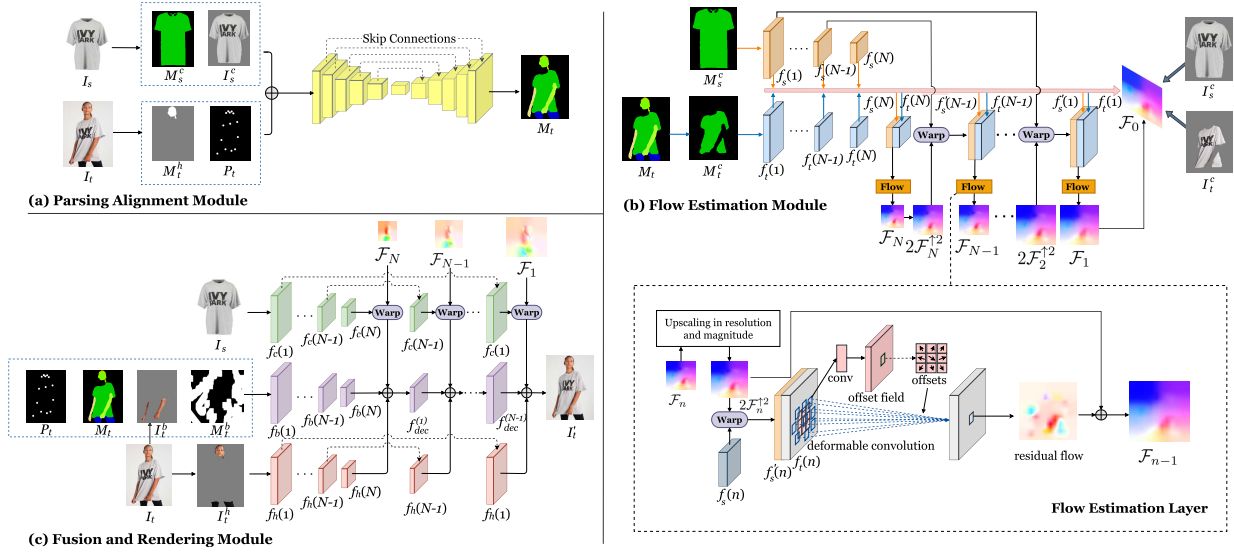 IVY
PARK
I_s
M_s^c
I_s^c
I_t
M_t^h
P_t
Skip Connections
M_t
(a) Parsing Alignment Module
M_s^c
f_s(1)
f_s(N-1)
f_s(N)
M_t
M_t^c
f_t(1)
f_t(N-1)
f_t(N)
f_s(N)
f_t(N)
f_s'(N-1)
f_t(N-1)
f_s'(1)
f_t(1)
Warp
Warp
Flow
Flow
Flow
F_N
2F_N^{↑2}
F_{N-1}
2F_2^{↑2}
F_1
F_0
I_s^c
I_t^c
(b) Flow Estimation Module
F_N
F_{N-1}
F_1
I_s
f_c(1)
f_c(N-1)
f_c(N)
Warp
f_c(N-1)
Warp
f_c(1)
Warp
P_t
M_t
I_t^b
M_t^b
f_b(1)
f_b(N-1)
f_b(N)
f_dec^(1)
f_dec^(N-1)
I_t'
I_t
I_t^h
f_h(1)
f_h(N-1)
f_h(N)
f_h(N-1)
f_h(1)
(c) Fusion and Rendering Module
Upscaling in resolution
and magnitude
F_n
2F_n^{↑2}
Warp
f_s(n)
f_s'(n)
f_t(n)
conv
offset field
offsets
deformable convolution
residual flow
F_{n-1}
Flow Estimation Layer